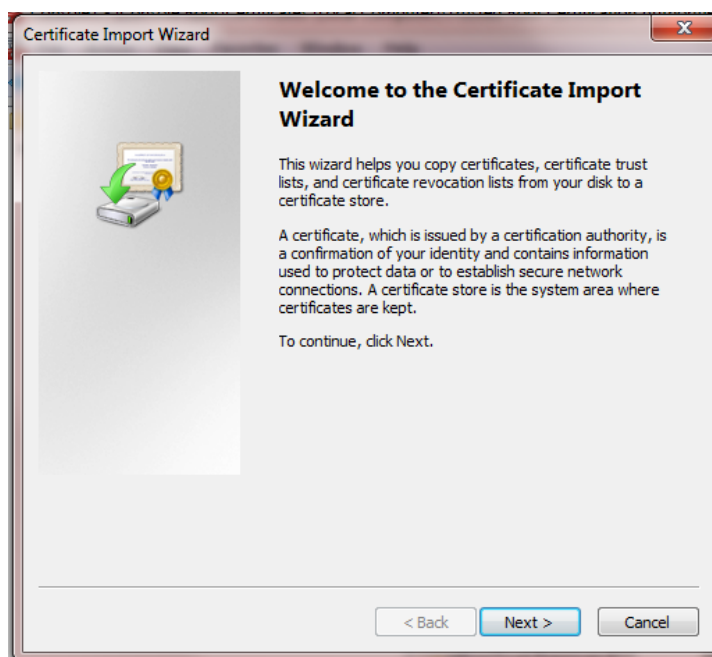 Certificate Import Wizard
Welcome to the Certificate Import
Wizard
This wizard helps you copy certificates, certificate trust
lists, and certificate revocation lists from your disk to a
certificate store.
A certificate, which is issued by a certification authority, is
a confirmation of your identity and contains information
used to protect data or to establish secure network
connections. A certificate store is the system area where
certificates are kept.
To continue, click Next.
< Back Next > Cancel